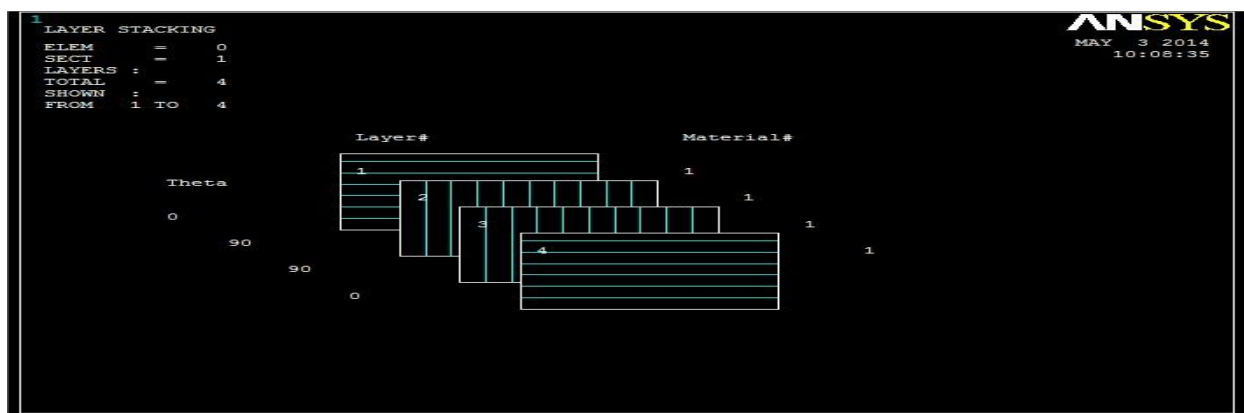 1
LAYER STACKING
ELEM = 0
SECT = 1
LAYERS :
TOTAL = 4
SHOWN :
FROM 1 TO 4
ANSYS
MAY 3 2014
10:08:35
Layer# Material#
1 1
Theta
2 1
0 3 1
90 4 1
90
0